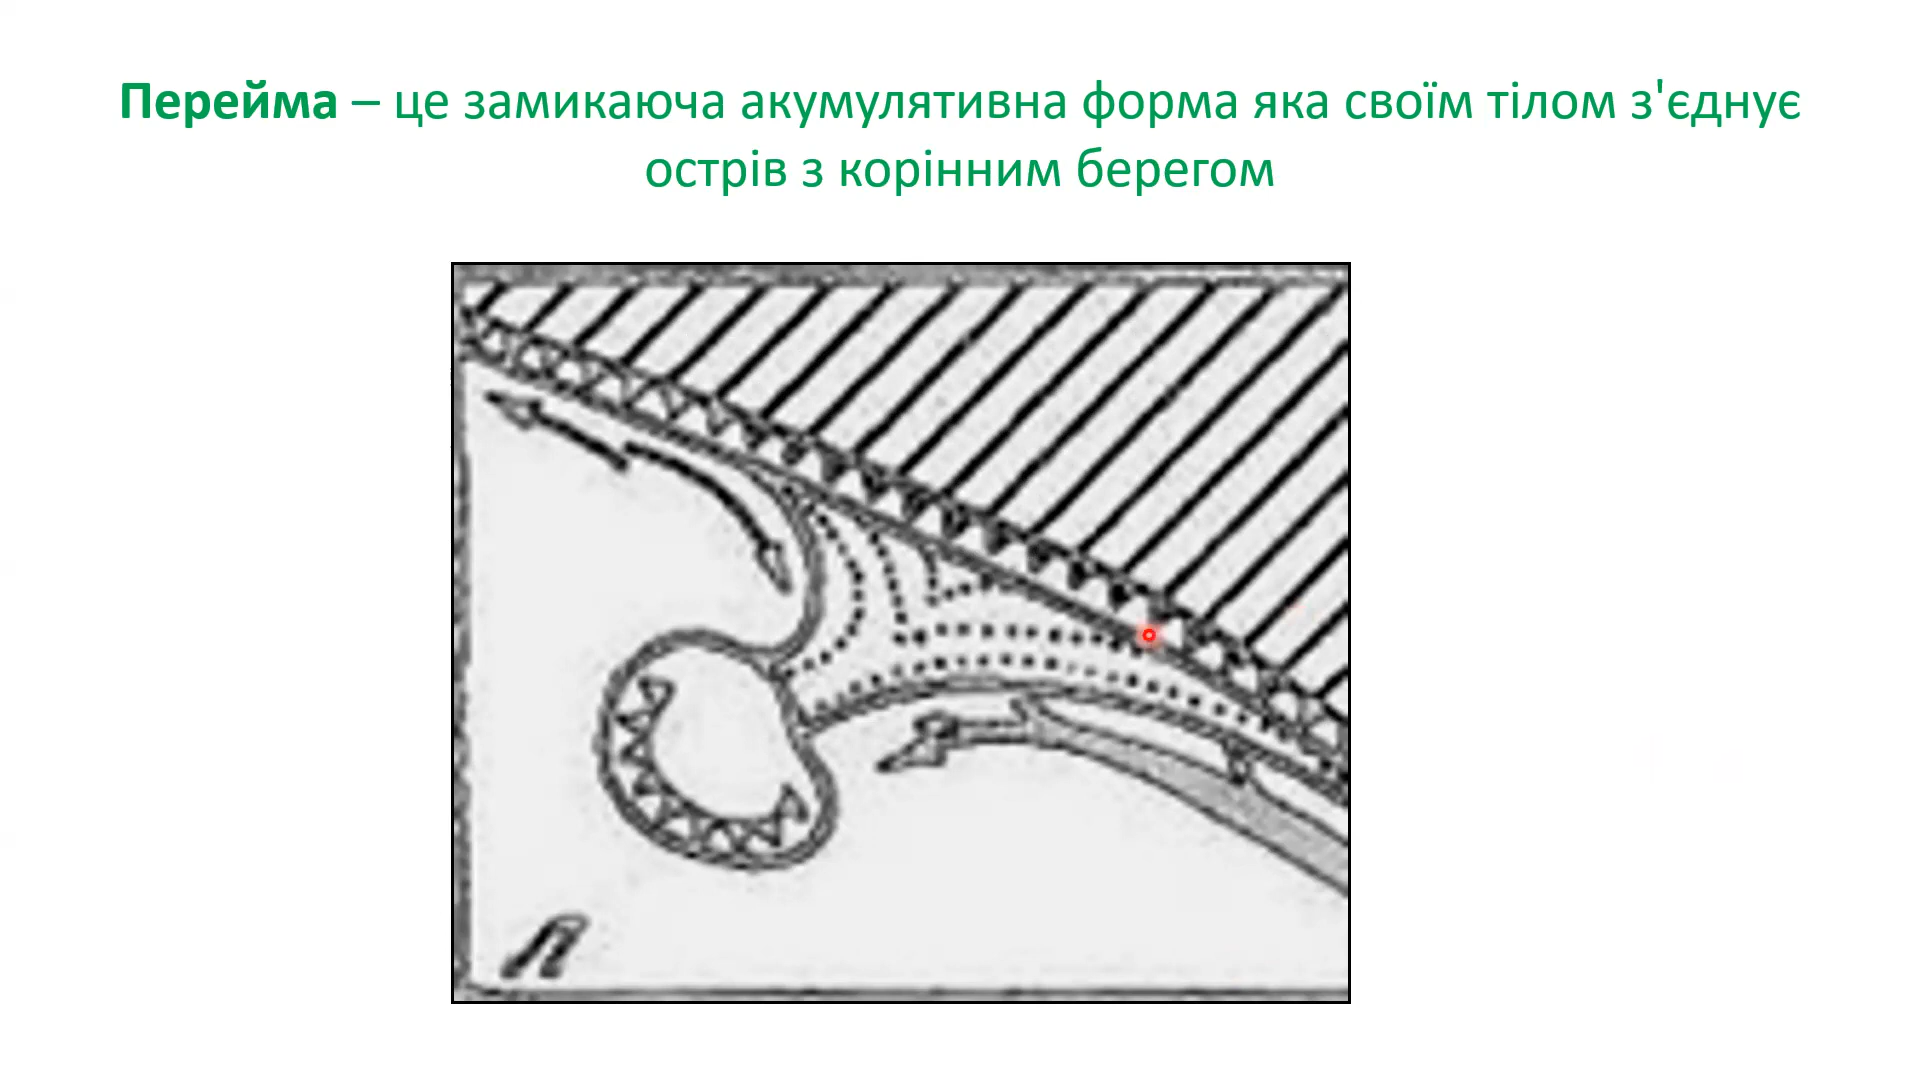 Перейма – це замикаюча акумулятивна форма яка своїм тілом з'єднує
острів з корінним берегом
Л